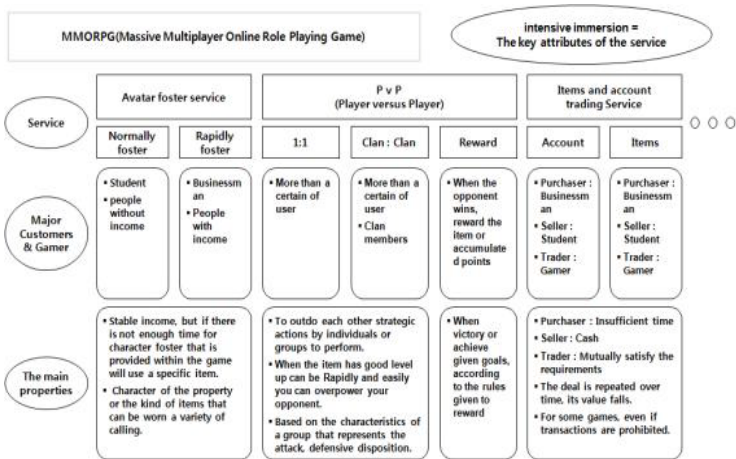 MMORPG(Massive Multiplayer Online Role Playing Game)
intensive immersion =
The key attributes of the service
Service
Avatar foster service
P v P
(Player versus Player)
Items and account
trading Service
Normally
foster
Rapidly
foster
1:1
Clan : Clan
Reward
Account
Items
Major
Customers
& Gamer
▪ Student
▪ people
without
income
▪ Businessm
an
▪ People
with
income
▪ More than a
certain of
user
▪ More than a
certain of
user
▪ Clan
members
▪ When the
opponent
wins,
reward the
item or
accumulate
d points
▪ Purchaser :
Businessm
an
▪ Seller :
Student
▪ Trader :
Gamer
▪ Purchaser :
Businessm
an
▪ Seller :
Student
▪ Trader :
Gamer
The main
properties
▪ Stable income, but if there
is not enough time for
character foster that is
provided within the game
will use a specific item.
▪ Character of the property
or the kind of items that
can be worn a variety of
calling.
▪ To outdo each other strategic
actions by individuals or
groups to perform.
▪ When the item has good level
up can be Rapidly and easily
you can overpower your
opponent.
▪ Based on the characteristics of
a group that represents the
attack, defensive disposition.
▪ When
victory or
achieve
given goals,
according
to the rules
given to
reward
▪ Purchaser : Insufficient time
▪ Seller : Cash
▪ Trader : Mutually satisfy the
requirements
▪ The deal is repeated over
time, its value falls.
▪ For some games, even if
transactions are prohibited.